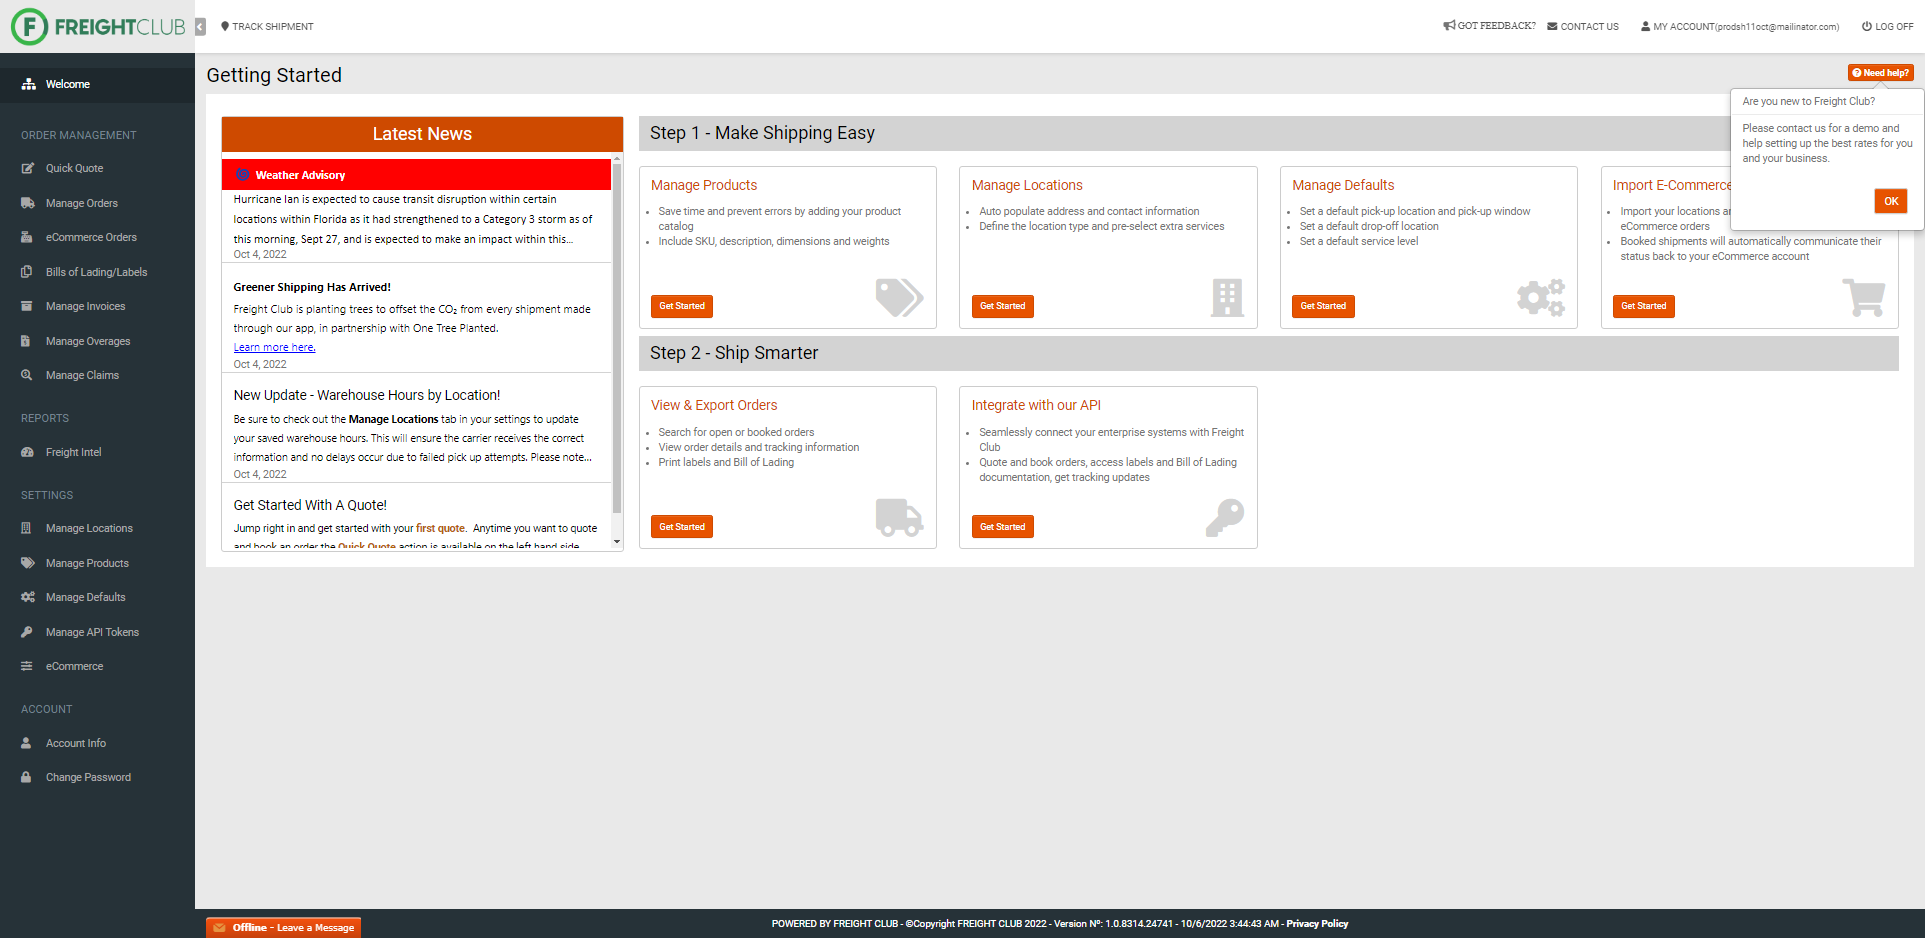 FREIGHTCLUB
TRACK SHIPMENT
GOT FEEDBACK?
CONTACT US
MY ACCOUNT(prodsh11oct@mailinator.com)
LOG OFF
Welcome
ORDER MANAGEMENT
Quick Quote
Manage Orders
eCommerce Orders
Bills of Lading/Labels
Manage Invoices
Manage Overages
Manage Claims
REPORTS
Freight Intel
SETTINGS
Manage Locations
Manage Products
Manage Defaults
Manage API Tokens
eCommerce
ACCOUNT
Account Info
Change Password
Getting Started
Need help?
Are you new to Freight Club?
Please contact us for a demo and
help setting up the best rates for you
and your business.
OK
Latest News
Weather Advisory
Hurricane Ian is expected to cause transit disruption within certain
locations within Florida as it had strengthened to a Category 3 storm as of
this morning, Sept 27, and is expected to make an impact within this...
Oct 4, 2022
Greener Shipping Has Arrived!
Freight Club is planting trees to offset the CO₂ from every shipment made
through our app, in partnership with One Tree Planted.
Learn more here.
Oct 4, 2022
New Update - Warehouse Hours by Location!
Be sure to check out the Manage Locations tab in your settings to update
your saved warehouse hours. This will ensure the carrier receives the correct
information and no delays occur due to failed pick up attempts. Please note...
Oct 4, 2022
Get Started With A Quote!
Jump right in and get started with your first quote. Anytime you want to quote
and book an order the Quick Quote action is available on the left hand side
Step 1 - Make Shipping Easy
Manage Products
• Save time and prevent errors by adding your product
catalog
• Include SKU, description, dimensions and weights
Get Started
Manage Locations
• Auto populate address and contact information
• Define the location type and pre-select extra services
Get Started
Manage Defaults
• Set a default pick-up location and pick-up window
• Set a default drop-off location
• Set a default service level
Get Started
Import E-Commerce
• Import your locations
eCommerce orders
• Booked shipments will automatically communicate their
status back to your eCommerce account
Get Started
Step 2 - Ship Smarter
View & Export Orders
• Search for open or booked orders
• View order details and tracking information
• Print labels and Bill of Lading
Get Started
Integrate with our API
• Seamlessly connect your enterprise systems with Freight
Club
• Quote and book orders, access labels and Bill of Lading
documentation, get tracking updates
Get Started
Offline - Leave a Message
POWERED BY FREIGHT CLUB - ©Copyright FREIGHT CLUB 2022 - Version Nº: 1.0.8314.24741 - 10/6/2022 3:44:43 AM - Privacy Policy